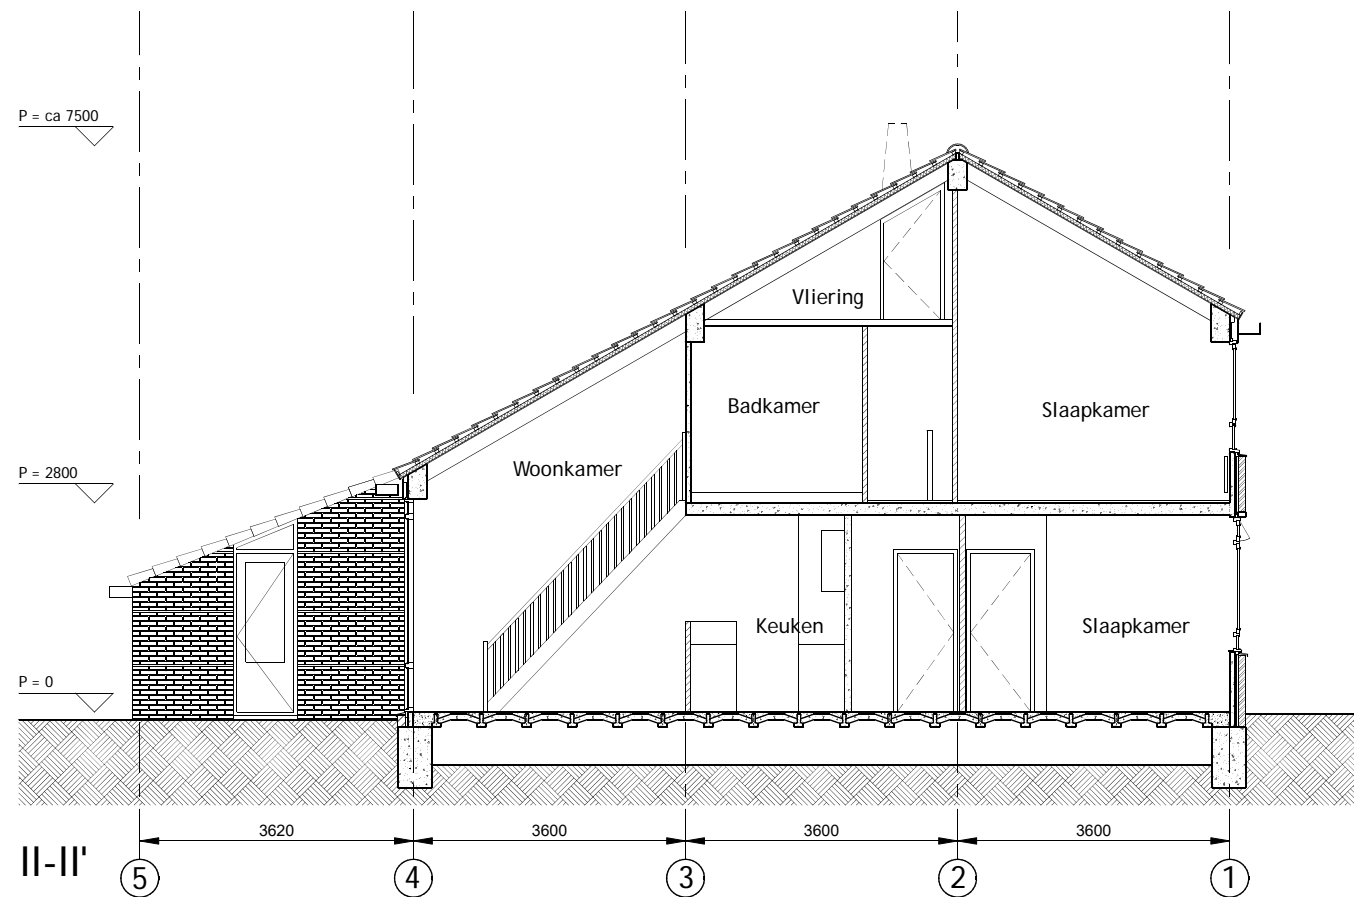 P = ca 7500
Vliering
Badkamer
Slaapkamer
Woonkamer
P = 2800
Keuken
Slaapkamer
P = 0
3620 3600 3600 3600
II-II'
5 4 3 2 1